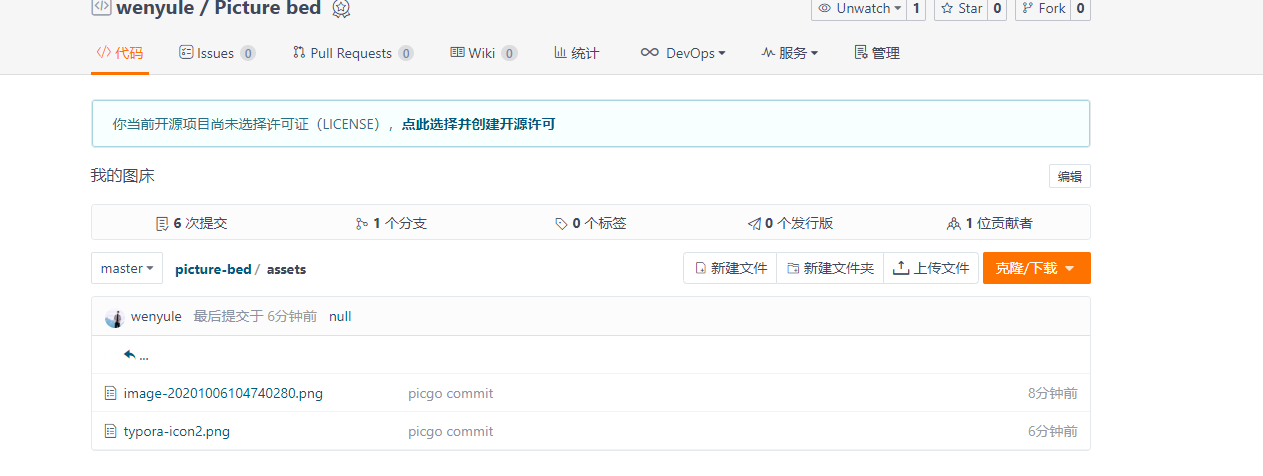 wenyule / Picture bed
Unwatch 1 Star 0 Fork 0
代码 Issues 0 Pull Requests 0 Wiki 0 统计 DevOps 服务 管理
你当前开源项目尚未选择许可证（LICENSE），点此选择并创建开源许可
我的图床 编辑
6 次提交 1 个分支 0 个标签 0 个发行版 1 位贡献者
master picture-bed / assets 新建文件 新建文件夹 上传文件 克隆/下载
wenyule 最后提交于 6分钟前 null
...
image-20201006104740280.png picgo commit 8分钟前
typora-icon2.png picgo commit 6分钟前